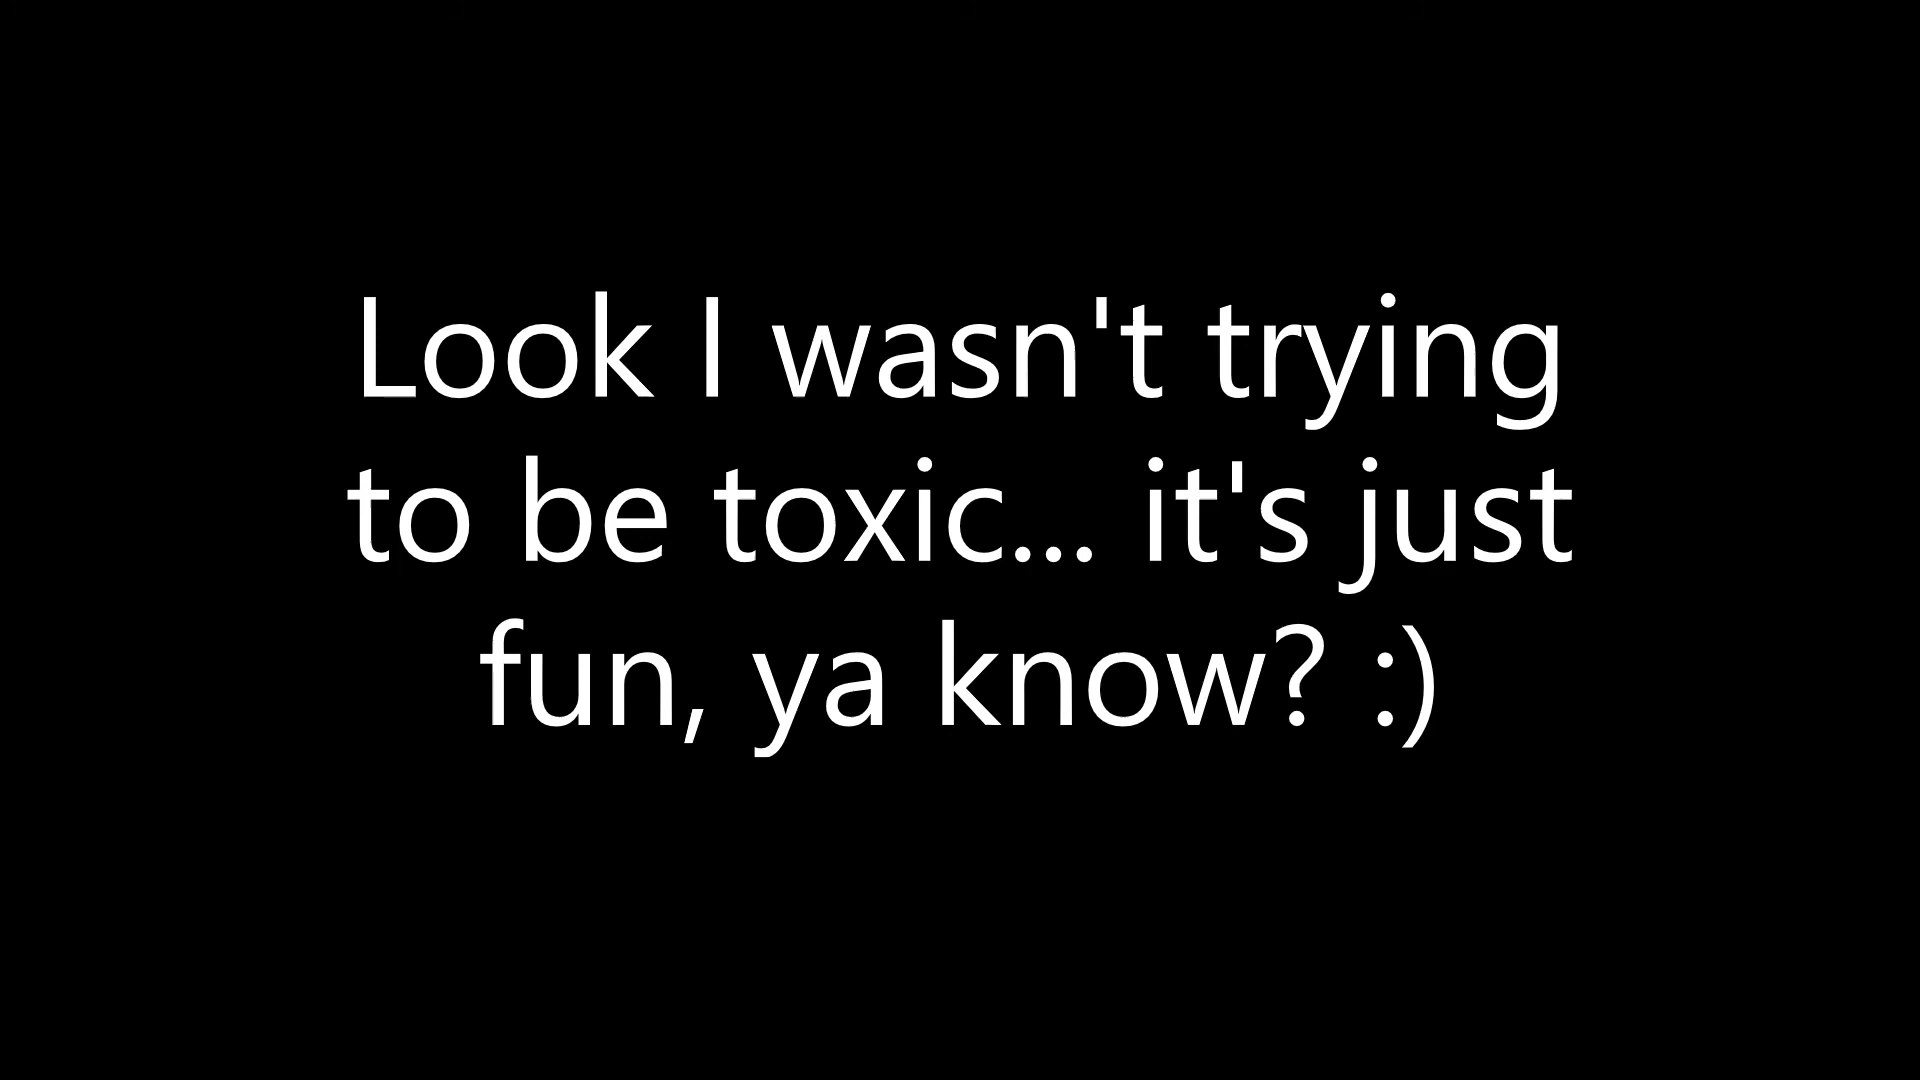 Look I wasn't trying
to be toxic... it's just
fun, ya know? :)